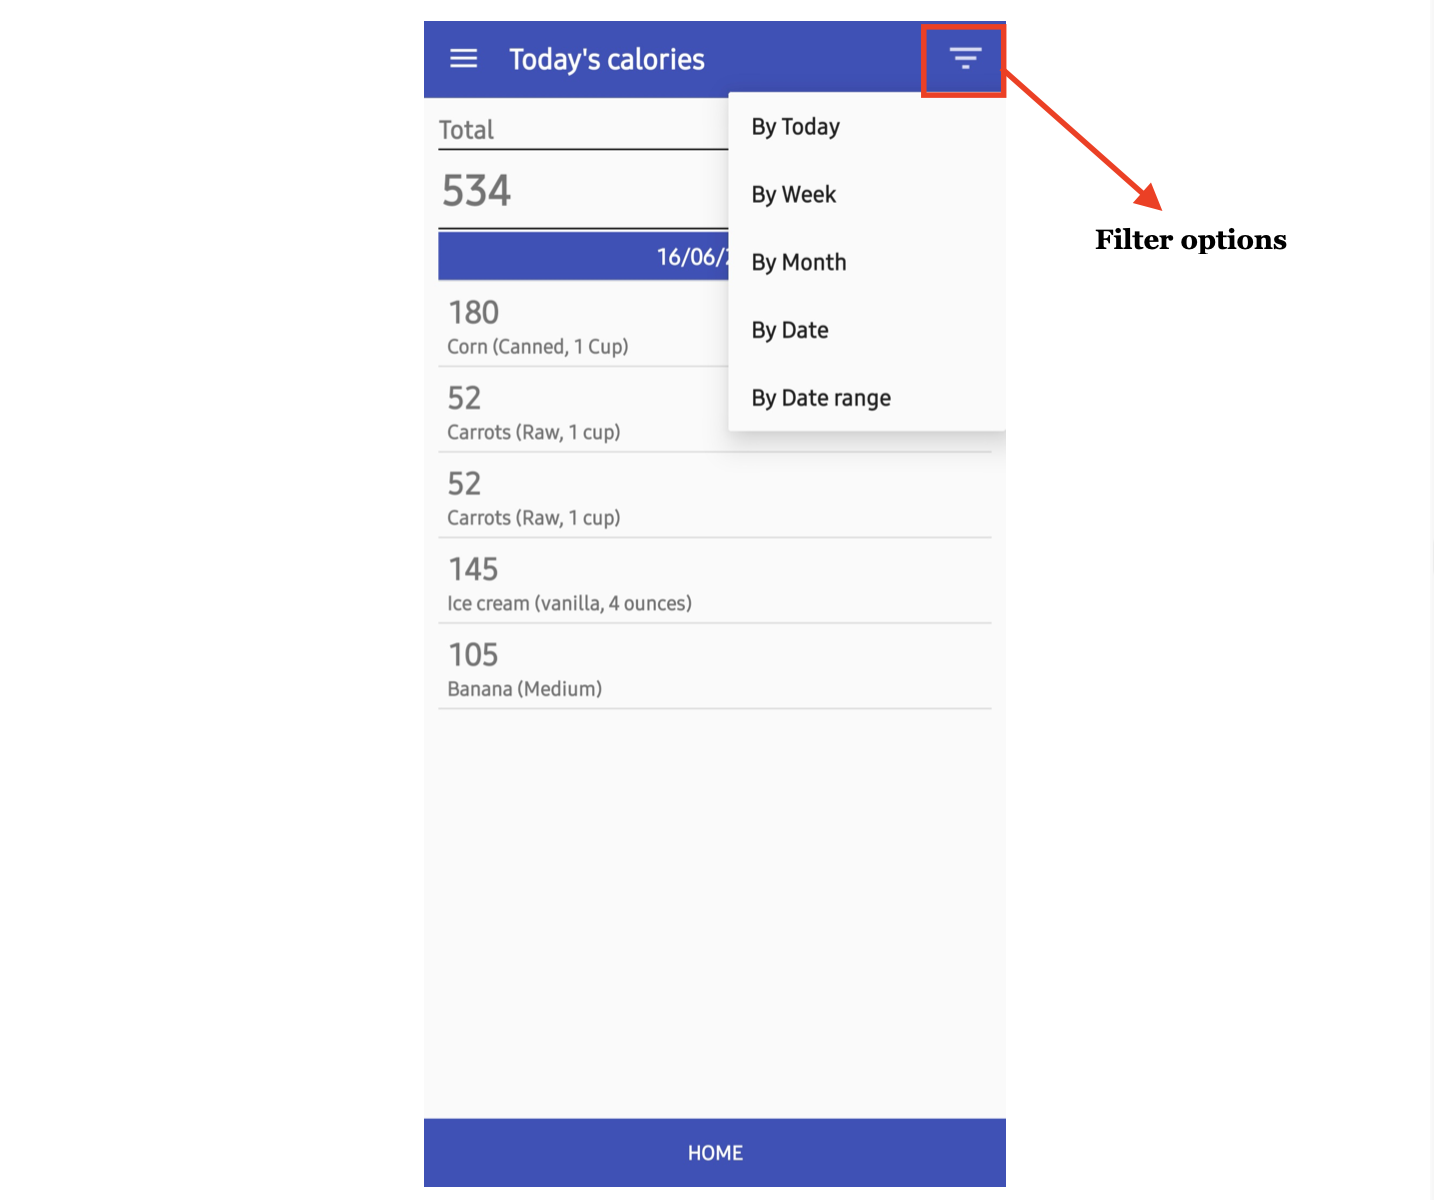 Today's calories
Total
534
16/06/
By Today
By Week
By Month
By Date
By Date range
Filter options
180
Corn (Canned, 1 Cup)
52
Carrots (Raw, 1 cup)
52
Carrots (Raw, 1 cup)
145
Ice cream (vanilla, 4 ounces)
105
Banana (Medium)
HOME